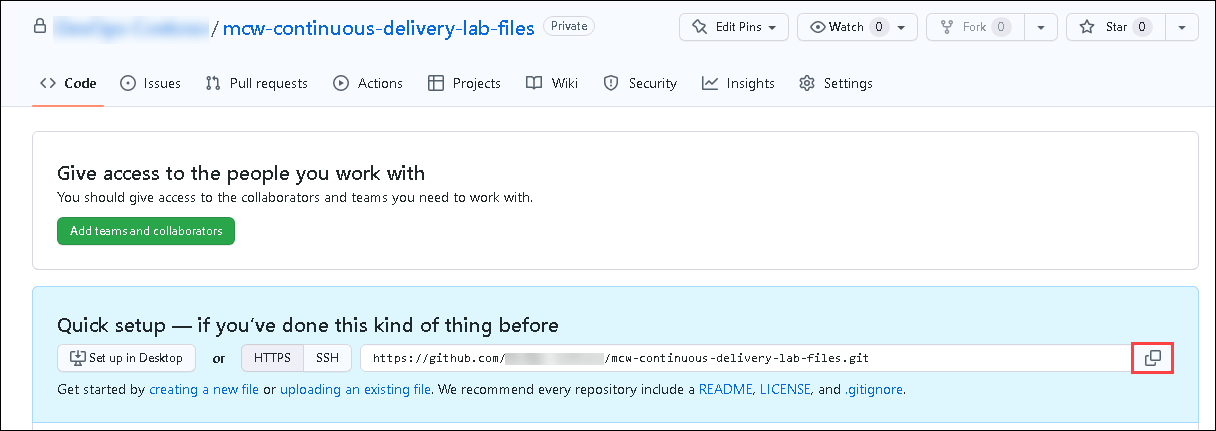 / mcw-continuous-delivery-lab-files Private Edit Pins Watch 0 Fork 0 Star 0
Code Issues Pull requests Actions Projects Wiki Security Insights Settings
Give access to the people you work with
You should give access to the collaborators and teams you need to work with.
Add teams and collaborators
Quick setup — if you've done this kind of thing before
Set up in Desktop or HTTPS SSH https://github.com/ /mcw-continuous-delivery-lab-files.git
Get started by creating a new file or uploading an existing file. We recommend every repository include a README, LICENSE, and .gitignore.